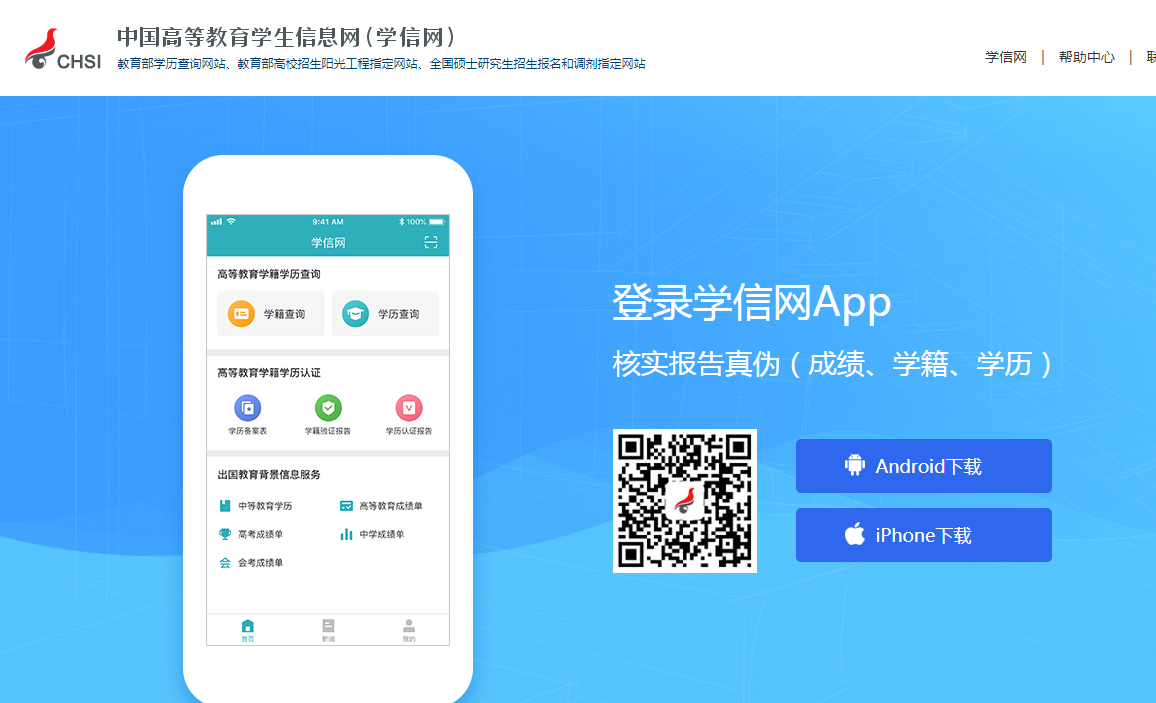 中国高等教育学生信息网(学信网)
CHSI
教育部学历查询网站、教育部高校招生阳光工程指定网站、全国硕士研究生招生报名和调剂指定网站
学信网 | 帮助中心 | 联
9:41 AM 100%
学信网
高等教育学籍学历查询
学籍查询 学历查询
高等教育学籍学历认证
学历备案表 学籍验证报告 学历认证报告
出国教育背景信息服务
中等教育学历 高等教育成绩单
高考成绩单 中学成绩单
会考成绩单
首页 新闻 我的
登录学信网App
核实报告真伪（成绩、学籍、学历）
Android下载
iPhone下载